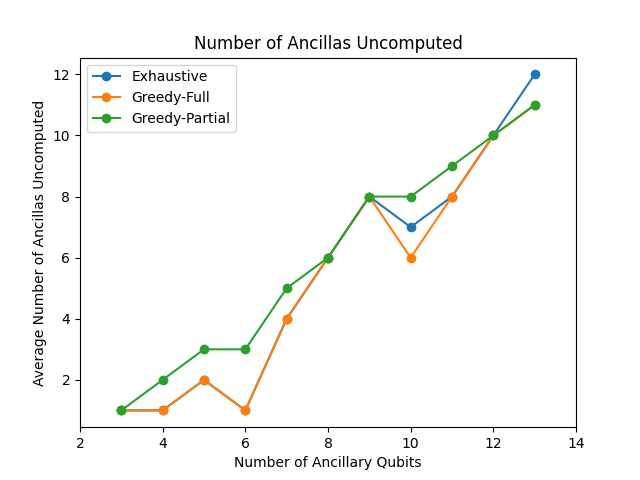 Number of Ancillas Uncomputed
Exhaustive
Greedy-Full
Greedy-Partial
Average Number of Ancillas Uncomputed
12
10
8
6
4
2
2 4 6 8 10 12 14
Number of Ancillary Qubits